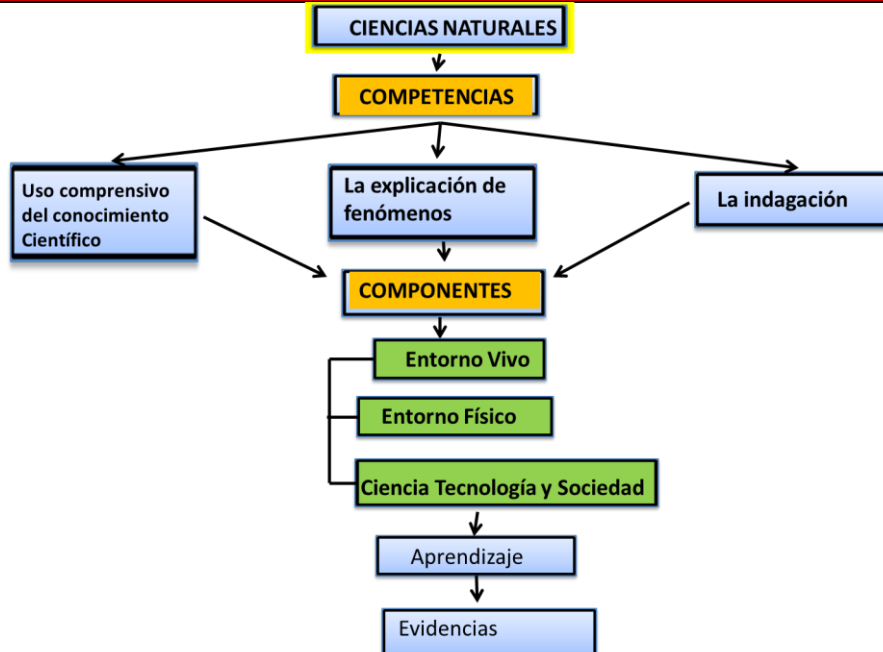 CIENCIAS NATURALES
COMPETENCIAS
Uso comprensivo
del conocimiento
Científico
La explicación de
fenómenos
La indagación
COMPONENTES
Entorno Vivo
Entorno Físico
Ciencia Tecnología y Sociedad
Aprendizaje
Evidencias